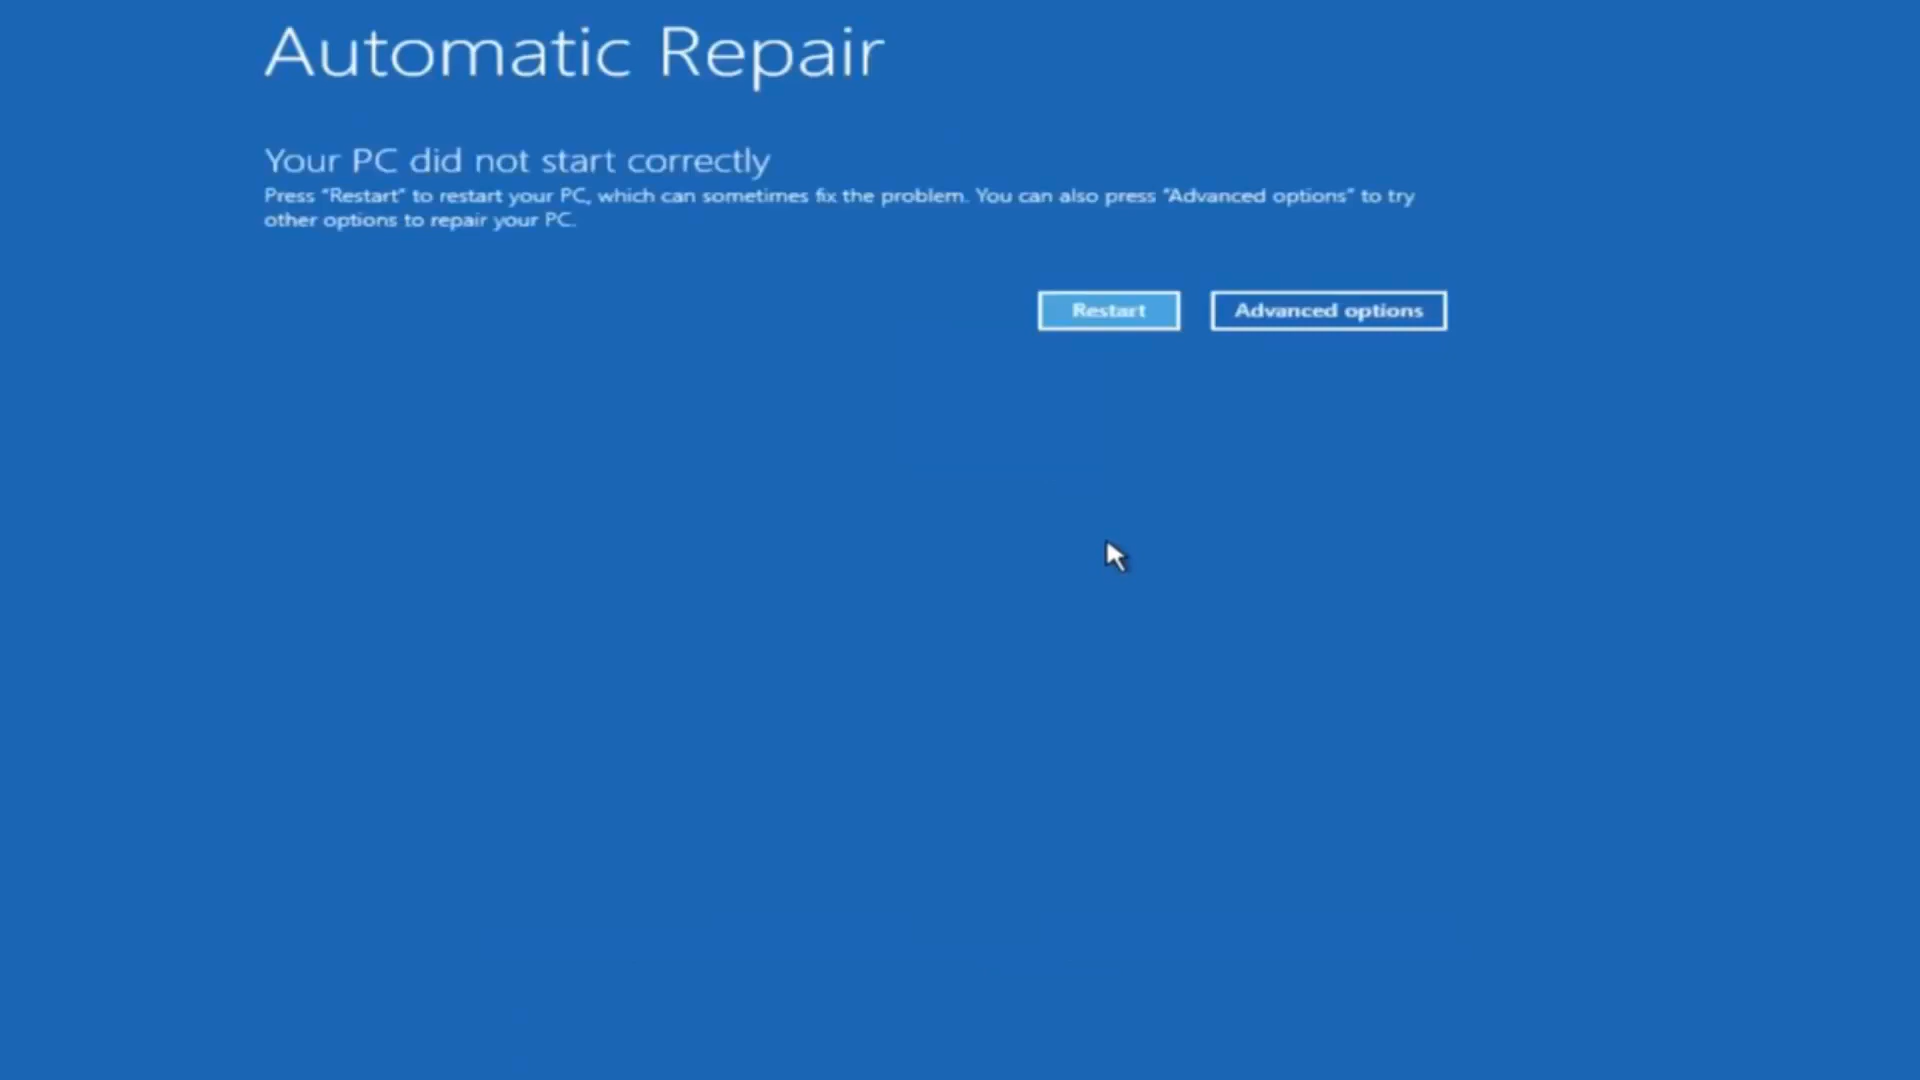 Automatic Repair
Your PC did not start correctly
Press "Restart" to restart your PC, which can sometimes fix the problem. You can also press "Advanced options" to try
other options to repair your PC.
Restart
Advanced options